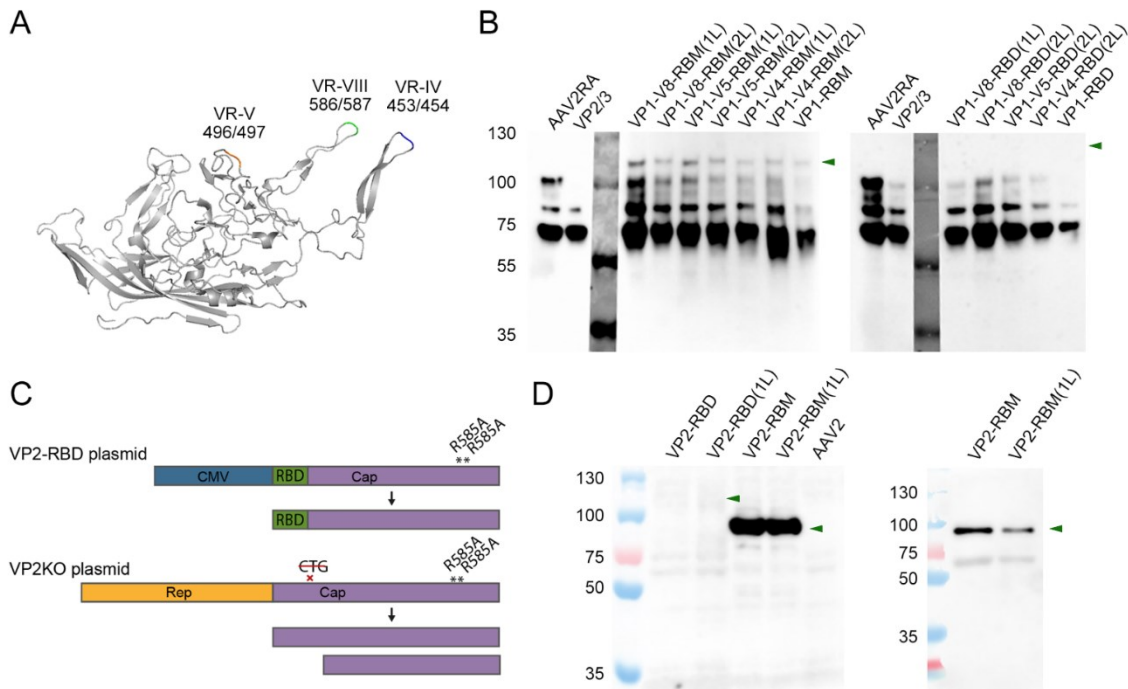 A
VR-VIII
586/587
VR-IV
453/454
VR-V
496/497
B
AAV2RA
VP2/3
VP1-V8-RBM(1L)
VP1-V8-RBM(2L)
VP1-V5-RBM(1L)
VP1-V5-RBM(2L)
VP1-V4-RBM(1L)
VP1-V4-RBM(2L)
VP1-RBM
AAV2RA
VP2/3
VP1-V8-RBD(1L)
VP1-V8-RBD(2L)
VP1-V5-RBD(2L)
VP1-V4-RBD(2L)
VP1-RBD
130
100
75
55
35
C
VP2-RBD plasmid
R585A
R585A
**
CMV
RBD
Cap
RBD
VP2KO plasmid
CTG
x
R585A
R585A
**
Rep
Cap
D
VP2-RBD
VP2-RBD(1L)
VP2-RBM
VP2-RBM(1L)
AAV2
130
100
75
50
35
VP2-RBM
VP2-RBM(1L)
130
100
75
50
35